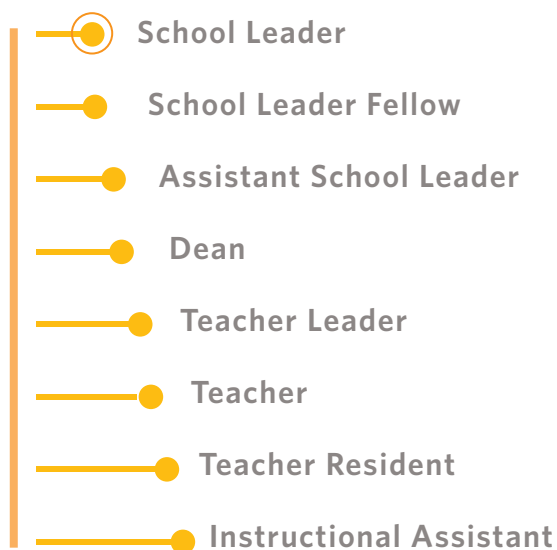 School Leader
School Leader Fellow
Assistant School Leader
Dean
Teacher Leader
Teacher
Teacher Resident
Instructional Assistant